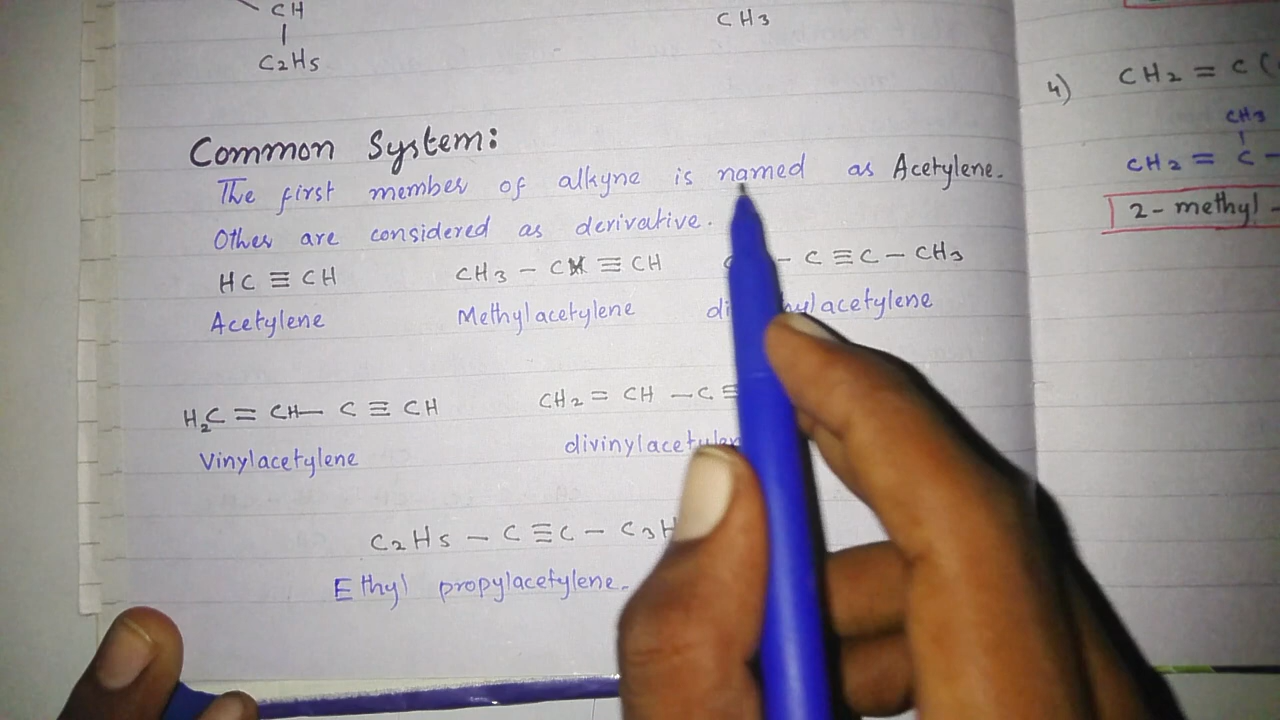 CH
C2H5
CH3
Common System:
The first member of alkyne is named as Acetylene.
Other are considered as derivative.
HC ≡ CH
CH3 - C ≡ CH
- C ≡ C - CH3
Acetylene
Methylacetylene
H2C = CH - C ≡ CH
CH2 = CH - C ≡
Vinylacetylene
C2H5 - C ≡ C - C3H
Ethyl propylacetylene.
4) CH2 = C (
CH3
CH2 = C -
2-methyl -